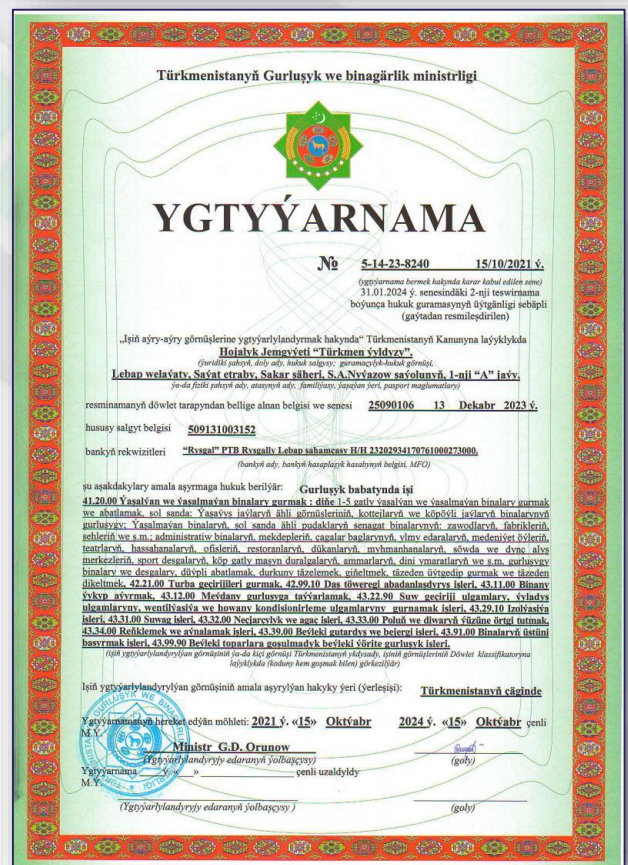 Türkmenistanyň Gurluşyk we binagärlik ministrligi
YGTYÝARNAMA
№ 5-14-23-8240 15/10/2021 ý.
(ygtyýarnama bermek hakynda karar kabul edilen sene)
31.01.2024 ý. senesindäki 2-nji teswirnama
boýunça hukuk guramasynyň üýtgänligi sebäpli
(gaýtadan resmileşdirilen)
„Işiň aýry-aýry görnüşlerine ygtyýarlylandyrmak hakynda“ Türkmenistanyň Kanunyna laýyklykda
Hojalyk Jemgyýeti “Türkmen ýyldyzy”,
(ýuridiki şahsyň, doly ady, hukuk salgysy; guramaçylyk-hukuk görnüşi,
Lebap welaýaty, Saýat etraby, Sakar şäheri, S.A.Nyýazow şaýolunyň, 1-nji “A” jaýy.
ýa-da fiziki şahsyň ady, atasynyň ady, familiýasy, ýaşaýan ýeri, pasport maglumatlary)
resminamanyň döwlet tarapyndan bellige alnan belgisi we senesi 25090106 13 Dekabr 2023 ý.
hususy salgyt belgisi 509131003152
bankyň rekwizitleri “Rysgal” PTB Rysgally Lebap şahamçasy H/H 23202934170761000273000.
(bankyň ady, bankyň hasaplaşyk hasabynyň belgisi, MFO)
şu aşakdakylary amala aşyrmaga hukuk berilýär: Gurluşyk babatynda işi
41.20.00 Ýaşalýan we ýaşalmaýan binalary gurmak : diňe 1-5 gatly ýaşalýan we ýaşalmaýan binalary gurmak
we abatlamak, şol sanda: Ýaşaýyş jaýlaryň ähli görnüşleriniň, kottejlaryň we köpöýli jaýlaryň binalarynyň
gurluşygy; Ýaşalmaýan binalaryň, şol sanda ähli pudaklaryň senagat binalarynyň: zawodlaryň, fabrikleriň,
sehleriň we ş.m.; administratiw binalaryň, mekdepleriň, çagalar baglarynyň, ylmy edaralaryň, medeniýet öýleriň,
teatrlaryň, hassahanalaryň, ofisleriň, restoranlaryň, dükanlaryň, myhmanhanalaryň, söwda we dynç alyş
merkezleriň, sport desgalaryň, köp gatly maşyn duralgalaryň, ammarlaryň, dini ymaratlaryň we ş.m. gurluşygy
binalary we desgalary, düýpli abatlamak, durkuny täzelemek, giňeltmek, täzeden üýtgedip gurmak we täzeden
dikeltmek, 42.21.00 Turba geçirijileri gurmak, 42.99.10 Daş töweregi abadanlaşdyryş işleri, 43.11.00 Binany
ýykyp aýyrmak, 43.12.00 Meýdany gurluşyga taýýarlamak, 43.22.90 Suw geçiriji ulgamlary, ýyladyş
ulgamlaryny, wentilýasiýa we howany kondisionirleme ulgamlaryny gurnamak işleri, 43.29.10 Izolýasiýa
işleri, 43.31.00 Suwag işleri, 43.32.00 Neçjarçylyk we agaç işleri, 43.33.00 Poluň we diwaryň ýüzüne örtgi tutmak,
43.34.00 Reňklemek we aýnalamak işleri, 43.39.00 Beýleki gutardyş we bejergi işleri, 43.91.00 Binalaryň üstüni
basyrmak işleri, 43.99.90 Beýleki toparlara goşulmadyk beýleki ýörite gurluşyk işleri.
(işiň ygtyýarlylandyrylýan görnüşiniň ýa-da kiçi görnüşi Türkmenistanyň ykdysady, işiniň görnüşleriniň Döwlet klassifikatoryna
laýyklykda (koduny hem goşmak bilen) görkezilýär)
Işiň ygtyýarlylandyrylýan görnüşiniň amala aşyrylýan hakyky ýeri (ýerleşişi): Türkmenistanyň çäginde
Ygtyýarnamanyň hereket edýän möhleti: 2021 ý. «15» Oktýabr 2024 ý. «15» Oktýabr çenli
M.Ý.
Ministr G.D. Orunow
(Ygtyýarlylandyryjy edaranyň ýolbaşçysy) (goly)
Ygtyýarnama ý. « » çenli uzaldyldy
M.Ý.
(Ygtyýarlylandyryjy edaranyň ýolbaşçysy ) (goly)